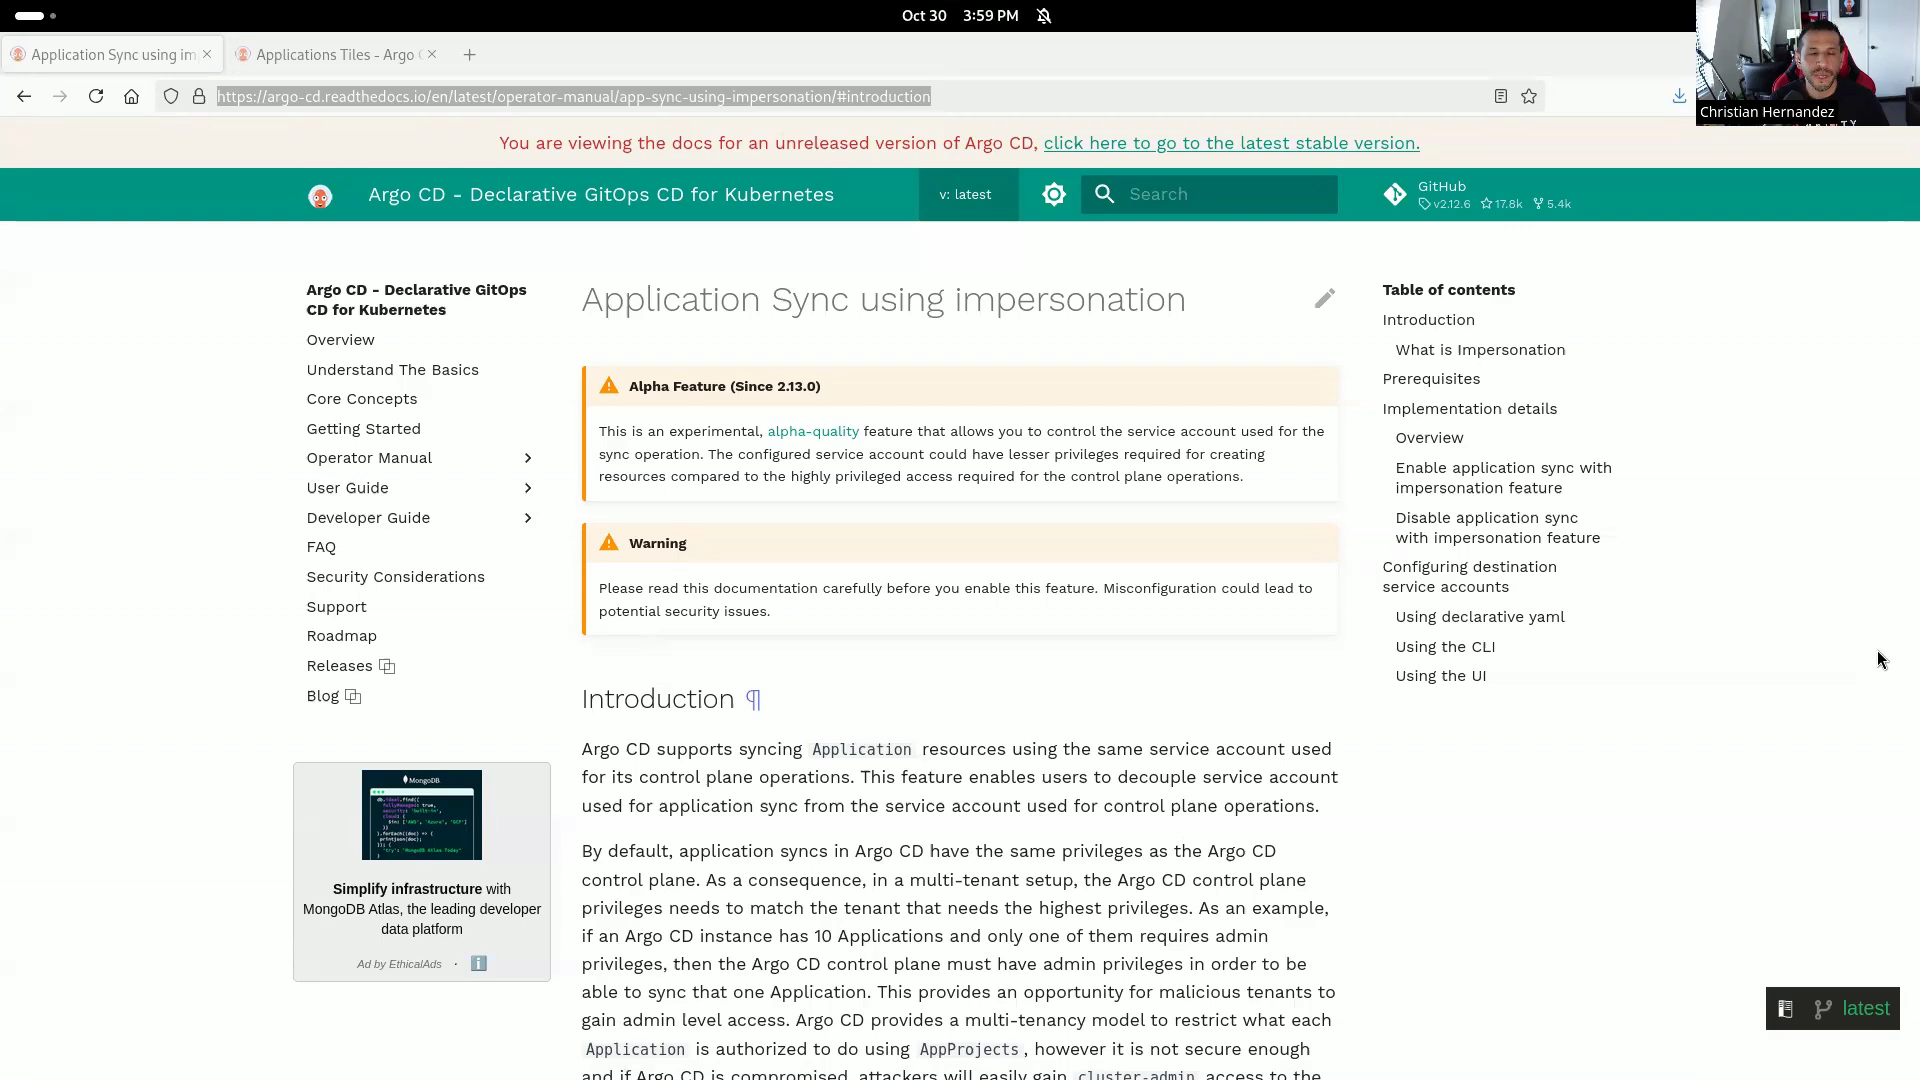 Oct 30 3:59 PM
Application Sync using im
Applications Tiles - Argo
https://argo-cd.readthedocs.io/en/latest/operator-manual/app-sync-using-impersonation/#introduction
Christian Hernandez
You are viewing the docs for an unreleased version of Argo CD, click here to go to the latest stable version.
Argo CD - Declarative GitOps CD for Kubernetes
v: latest
Search
GitHub
v2.12.6 17.8k 5.4k
Argo CD - Declarative GitOps
CD for Kubernetes
Overview
Understand The Basics
Core Concepts
Getting Started
Operator Manual
User Guide
Developer Guide
FAQ
Security Considerations
Support
Roadmap
Releases
Blog
MongoDB
Simplify infrastructure with
MongoDB Atlas, the leading developer
data platform
Ad by EthicalAds ·
Application Sync using impersonation
Alpha Feature (Since 2.13.0)
This is an experimental, alpha-quality feature that allows you to control the service account used for the
sync operation. The configured service account could have lesser privileges required for creating
resources compared to the highly privileged access required for the control plane operations.
Warning
Please read this documentation carefully before you enable this feature. Misconfiguration could lead to
potential security issues.
Introduction ¶
Argo CD supports syncing Application resources using the same service account used
for its control plane operations. This feature enables users to decouple service account
used for application sync from the service account used for control plane operations.
By default, application syncs in Argo CD have the same privileges as the Argo CD
control plane. As a consequence, in a multi-tenant setup, the Argo CD control plane
privileges needs to match the tenant that needs the highest privileges. As an example,
if an Argo CD instance has 10 Applications and only one of them requires admin
privileges, then the Argo CD control plane must have admin privileges in order to be
able to sync that one Application. This provides an opportunity for malicious tenants to
gain admin level access. Argo CD provides a multi-tenancy model to restrict what each
Application is authorized to do using AppProjects, however it is not secure enough
and if Argo CD is compromised, attackers will easily gain cluster-admin access to the
Table of contents
Introduction
What is Impersonation
Prerequisites
Implementation details
Overview
Enable application sync with
impersonation feature
Disable application sync
with impersonation feature
Configuring destination
service accounts
Using declarative yaml
Using the CLI
Using the UI
latest